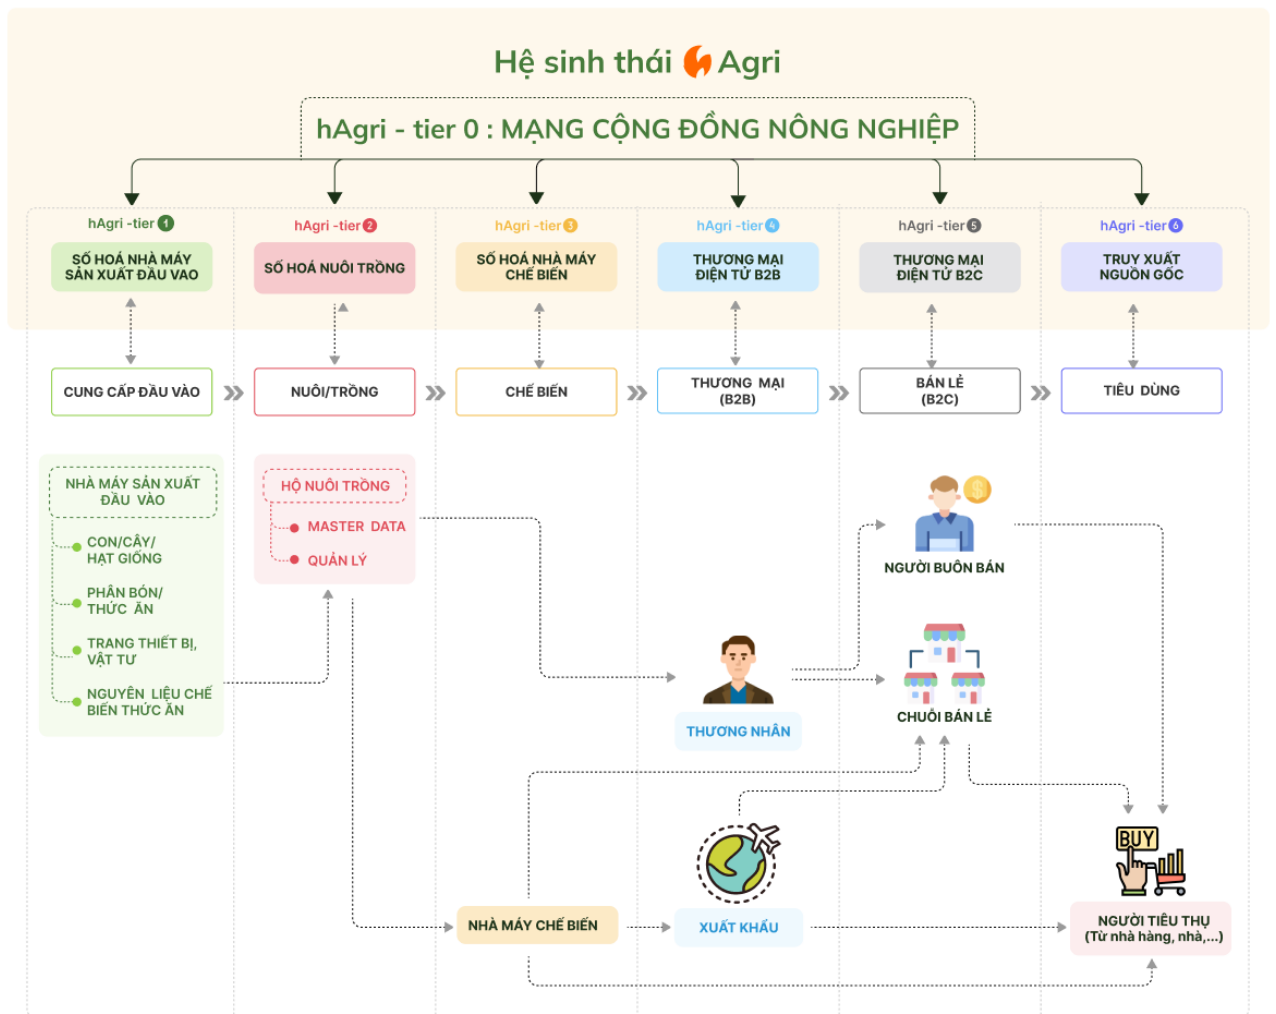 Hệ sinh thái Agri
hAgri - tier 0 : MẠNG CỘNG ĐỒNG NÔNG NGHIỆP
hAgri -tier 1
SỐ HOÁ NHÀ MÁY
SẢN XUẤT ĐẦU VAO
hAgri -tier 2
SỐ HOÁ NUÔI TRỒNG
hAgri -tier 3
SỐ HOÁ NHÀ MÁY
CHẾ BIẾN
hAgri -tier 4
THƯƠNG MẠI
ĐIỆN TỬ B2B
hAgri -tier 5
THƯƠNG MẠI
ĐIỆN TỬ B2C
hAgri -tier 6
TRUY XUẤT
NGUỒN GỐC
CUNG CẤP ĐẦU VÀO
NUÔI/TRỒNG
CHẾ BIẾN
THƯƠNG MẠI
(B2B)
BÁN LẺ
(B2C)
TIÊU DÙNG
NHÀ MÁY SẢN XUẤT
ĐẦU VÀO
CON/CÂY/
HẠT GIỐNG
PHÂN BÓN/
THỨC ĂN
TRANG THIẾT BỊ,
VẬT TƯ
NGUYÊN LIỆU CHẾ
BIẾN THỨC ĂN
HỘ NUÔI TRỒNG
MASTER DATA
QUẢN LÝ
$
NGƯỜI BUÔN BÁN
THƯƠNG NHÂN
CHUỖI BÁN LẺ
BUY
NHÀ MÁY CHẾ BIẾN
XUẤT KHẨU
NGƯỜI TIÊU THỤ
(Từ nhà hàng, nhà,...)